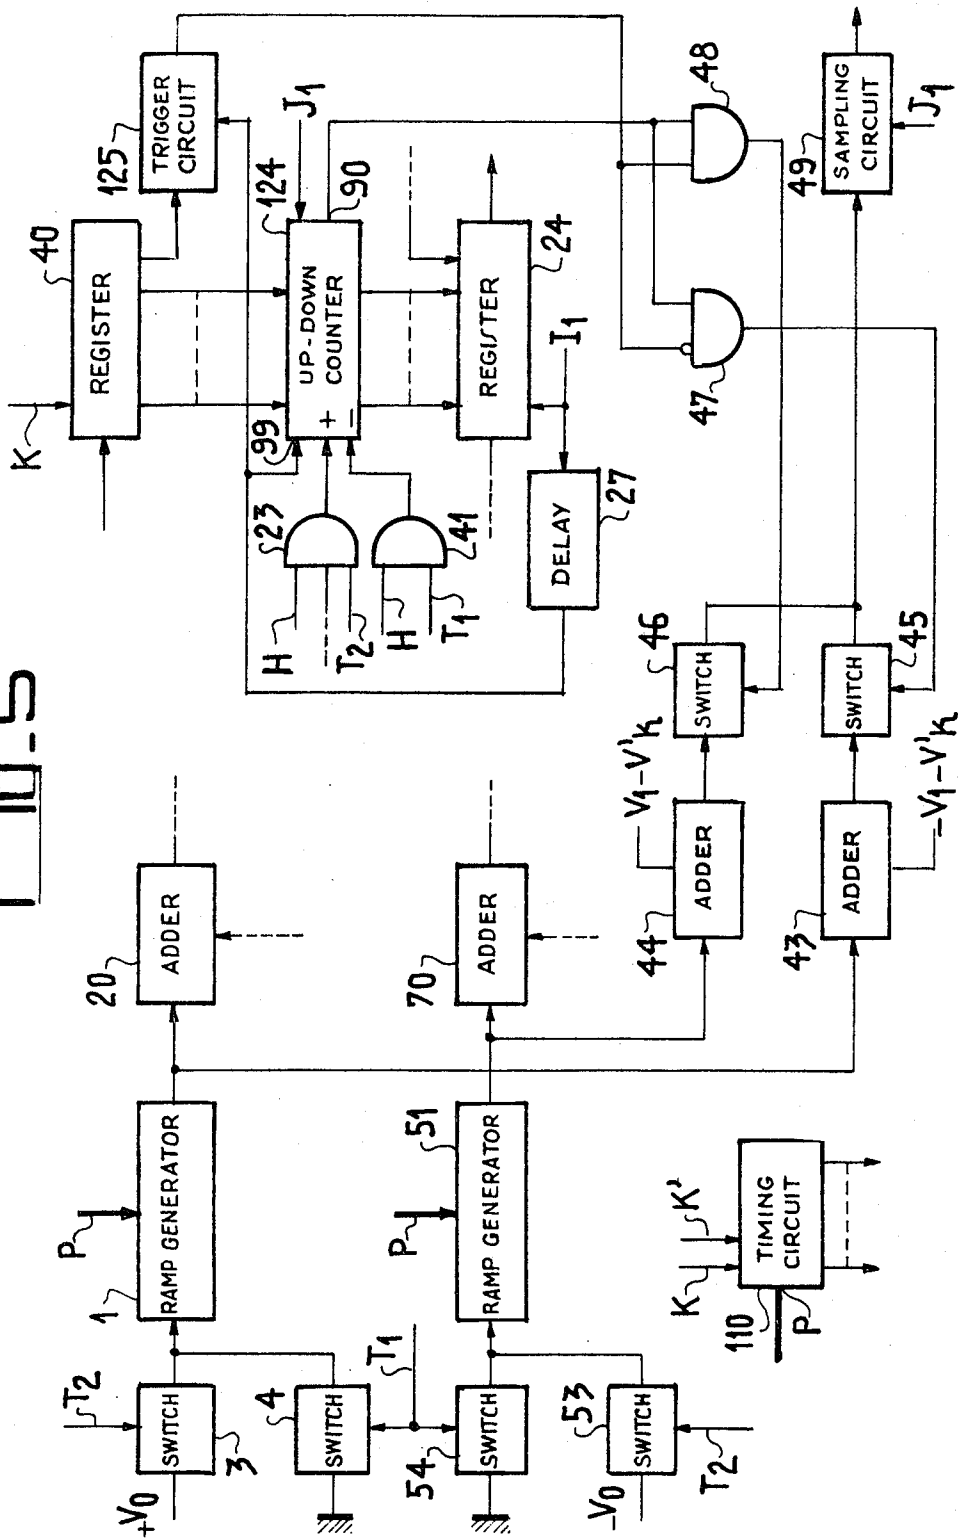 FIG_5
+V0
T2
SWITCH
3
P
1
RAMP GENERATOR
20
ADDER
SWITCH
4
T1
SWITCH
54
P
RAMP GENERATOR
51
70
ADDER
-V0
SWITCH
53
T2
K
K'
TIMING CIRCUIT
110
P
44
ADDER
V1-V'K
SWITCH
46
43
ADDER
-V1-V'K
SWITCH
45
K
REGISTER
40
125
TRIGGER CIRCUIT
H
T2
23
H
T1
41
99
+
−
UP-DOWN COUNTER
124
J1
90
REGISTER
24
DELAY
27
I1
47
48
49
SAMPLING CIRCUIT
J1